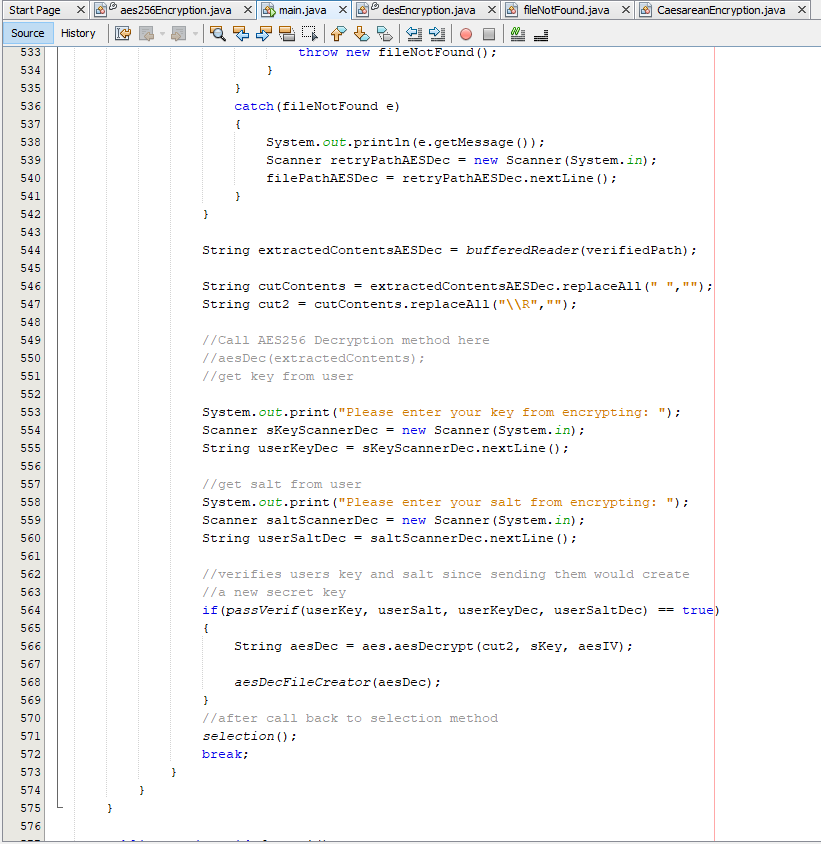 Start Page aes256Encryption.java main.java desEncryption.java fileNotFound.java CaesareanEncryption.java
Source History
533 throw new fileNotFound();
534 }
535 }
536 catch(fileNotFound e)
537 {
538 System.out.println(e.getMessage());
539 Scanner retryPathAESDec = new Scanner(System.in);
540 filePathAESDec = retryPathAESDec.nextLine();
541 }
542 }
543
544 String extractedContentsAESDec = bufferedReader(verifiedPath);
545
546 String cutContents = extractedContentsAESDec.replaceAll(" ","");
547 String cut2 = cutContents.replaceAll("\\R","");
548
549 //Call AES256 Decryption method here
550 //aesDec(extractedContents);
551 //get key from user
552
553 System.out.print("Please enter your key from encrypting: ");
554 Scanner sKeyScannerDec = new Scanner(System.in);
555 String userKeyDec = sKeyScannerDec.nextLine();
556
557 //get salt from user
558 System.out.print("Please enter your salt from encrypting: ");
559 Scanner saltScannerDec = new Scanner(System.in);
560 String userSaltDec = saltScannerDec.nextLine();
561
562 //verifies users key and salt since sending them would create
563 //a new secret key
564 if(passVerif(userKey, userSalt, userKeyDec, userSaltDec) == true)
565 {
566 String aesDec = aes.aesDecrypt(cut2, sKey, aesIV);
567
568 aesDecFileCreator(aesDec);
569 }
570 //after call back to selection method
571 selection();
572 break;
573 }
574 }
575 }
576